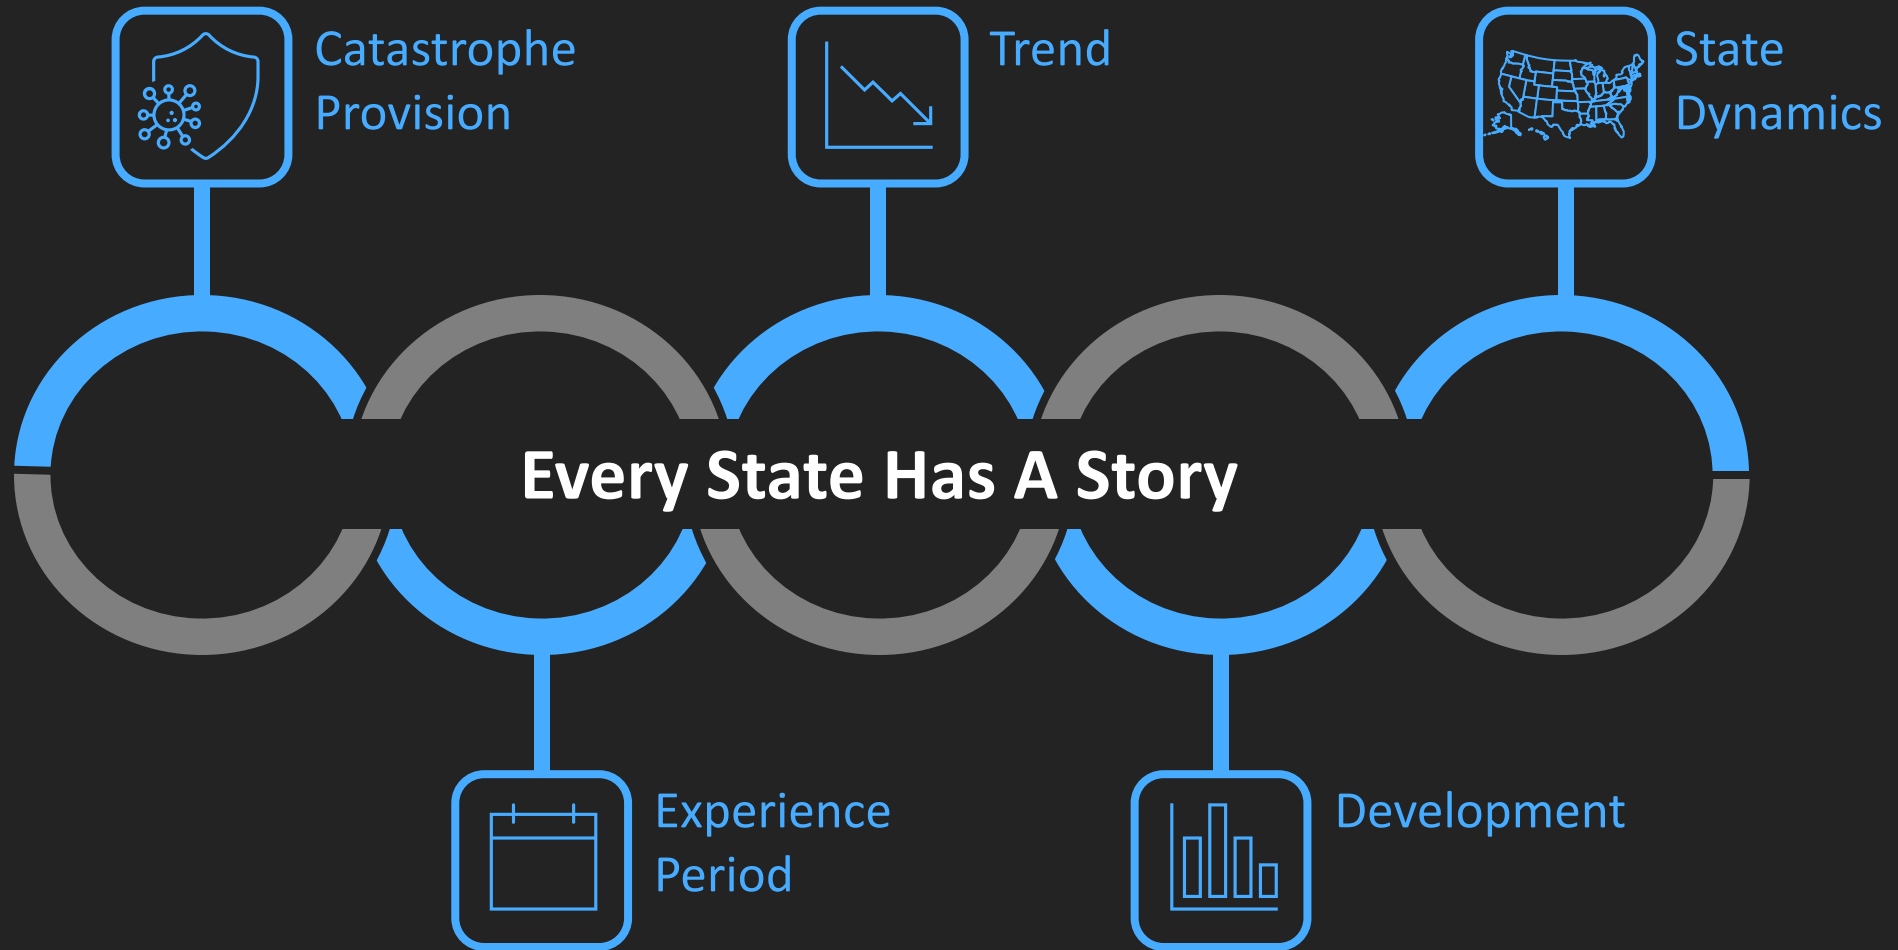 Catastrophe
Provision
Trend
State
Dynamics
Every State Has A Story
Experience
Period
Development